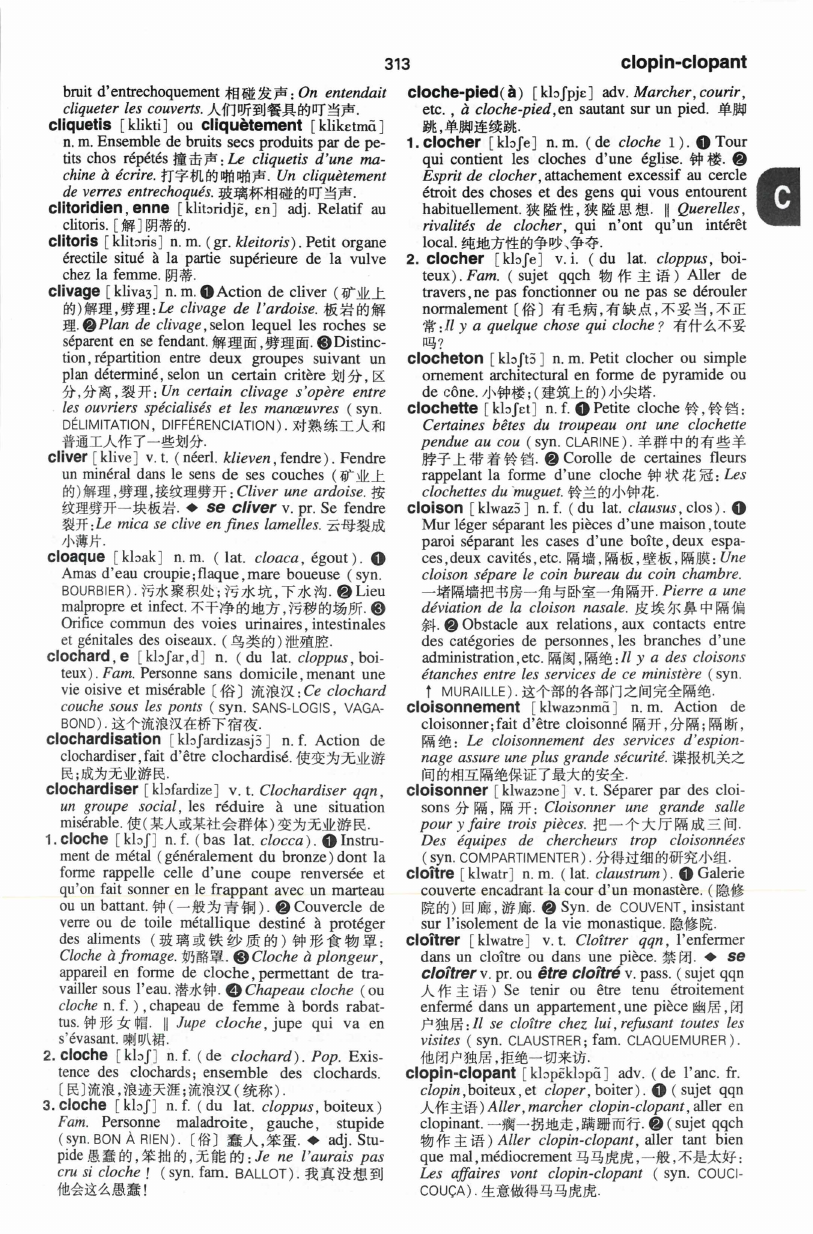 313
clopin-clopant
bruit d'entrechoquement 相碰发声: On entendait
cliqueter les couverts. 人们听到餐具的叮当声.
cliquetis [klikti] ou cliquètement [klikɛtmɑ̃]
n. m. Ensemble de bruits secs produits par de pe-
tits chos répétés 撞击声: Le cliquetis d'une ma-
chine à écrire. 打字机的啪啪声. Un cliquètement
de verres entrechoqués. 玻璃杯相碰的叮当声.
clitoridien, enne [klitɔridjɛ̃, ɛn] adj. Relatif au
clitoris. [解]阴蒂的.
clitoris [klitɔris] n. m. (gr. kleitoris). Petit organe
érectile situé à la partie supérieure de la vulve
chez la femme. 阴蒂.
clivage [klivaʒ] n. m. ❶Action de cliver (矿业上
的)解理,劈理: Le clivage de l'ardoise. 板岩的解
理. ❷Plan de clivage, selon lequel les roches se
séparent en se fendant. 解理面,劈理面. ❸Distinc-
tion, répartition entre deux groupes suivant un
plan déterminé, selon un certain critère 划分,区
分,分离,裂开: Un certain clivage s'opère entre
les ouvriers spécialisés et les manœuvres (syn.
DÉLIMITATION, DIFFÉRENCIATION). 对熟练工人和
普通工人作了一些划分.
cliver [klive] v. t. (néerl. klieven, fendre). Fendre
un minéral dans le sens de ses couches (矿业上
的)解理,劈理,按纹理劈开: Cliver une ardoise. 按
纹理劈开一块板岩. ◆ se cliver v. pr. Se fendre
裂开: Le mica se clive en fines lamelles. 云母裂成
小薄片.
cloaque [klɔak] n. m. (lat. cloaca, égout). ❶
Amas d'eau croupie; flaque, mare boueuse (syn.
BOURBIER). 污水聚积处; 污水坑,下水沟. ❷Lieu
malpropre et infect. 不干净的地方,污秽的场所. ❸
Orifice commun des voies urinaires, intestinales
et génitales des oiseaux. (鸟类的)泄殖腔.
clochard, e [klɔʃar, d] n. (du lat. cloppus, boi-
teux). Fam. Personne sans domicile, menant une
vie oisive et misérable [俗] 流浪汉: Ce clochard
couche sous les ponts (syn. SANS-LOGIS, VAGA-
BOND). 这个流浪汉在桥下宿夜.
clochardisation [klɔʃardizasjɔ̃] n. f. Action de
clochardiser, fait d'être clochardisé. 使变为无业游
民;成为无业游民.
clochardiser [klɔfardize] v. t. Clochardiser qqn,
un groupe social, les réduire à une situation
misérable. 使(某人或某社会群体)变为无业游民.
1. cloche [klɔʃ] n. f. (bas lat. clocca). ❶Instru-
ment de métal (généralement du bronze) dont la
forme rappelle celle d'une coupe renversée et
qu'on fait sonner en le frappant avec un marteau
ou un battant. 钟(一般为青铜). ❷Couvercle de
verre ou de toile métallique destiné à protéger
des aliments (玻璃或铁纱质的)钟形食物罩:
Cloche à fromage. 奶酪罩. ❸Cloche à plongeur,
appareil en forme de cloche, permettant de tra-
vailler sous l'eau. 潜水钟. ❹Chapeau cloche (ou
cloche n. f.), chapeau de femme à bords rabat-
tus. 钟形女帽. ‖ Jupe cloche, jupe qui va en
s'évasant. 喇叭裙.
2. cloche [klɔʃ] n. f. (de clochard). Pop. Exis-
tence des clochards; ensemble des clochards.
[民]流浪,浪迹天涯;流浪汉(统称).
3. cloche [klɔʃ] n. f. (du lat. cloppus, boiteux)
Fam. Personne maladroite, gauche, stupide
(syn. BON À RIEN). [俗] 蠢人,笨蛋. ◆ adj. Stu-
pide 愚蠢的,笨拙的,无能的: Je ne l'aurais pas
cru si cloche ! (syn. fam. BALLOT). 我真没想到
他会这么愚蠢!
cloche-pied(à) [klɔʃpjɛ] adv. Marcher, courir,
etc., à cloche-pied, en sautant sur un pied. 单脚
跳,单脚连续跳.
1. clocher [klɔʃe] n. m. (de cloche 1). ❶ Tour
qui contient les cloches d'une église. 钟楼. ❷
Esprit de clocher, attachement excessif au cercle
étroit des choses et des gens qui vous entourent
habituellement. 狭隘性,狭隘思想. ‖ Querelles,
rivalités de clocher, qui n'ont qu'un intérêt
local. 纯地方性的争吵、争夺.
2. clocher [klɔʃe] v. i. (du lat. cloppus, boi-
teux). Fam. (sujet qqch 物作主语) Aller de
travers, ne pas fonctionner ou ne pas se dérouler
normalement [俗] 有毛病,有缺点,不妥当,不正
常: Il y a quelque chose qui cloche? 有什么不妥
吗?
clocheton [klɔʃtɔ̃] n. m. Petit clocher ou simple
ornement architectural en forme de pyramide ou
de cône. 小钟楼;(建筑上的)小尖塔.
clochette [klɔʃɛt] n. f. ❶Petite cloche 铃,铃铛:
Certaines bêtes du troupeau ont une clochette
pendue au cou (syn. CLARINE). 羊群中的有些羊
脖子上带着铃铛. ❷ Corolle de certaines fleurs
rappelant la forme d'une cloche 钟状花冠: Les
clochettes du muguet. 铃兰的小钟花.
cloison [klwazɔ̃] n. f. (du lat. clausus, clos). ❶
Mur léger séparant les pièces d'une maison, toute
paroi séparant les cases d'une boîte, deux espa-
ces, deux cavités, etc. 隔墙,隔板,壁板,隔膜: Une
cloison sépare le coin bureau du coin chambre.
一堵隔墙把书房一角与卧室一角隔开. Pierre a une
déviation de la cloison nasale. 皮埃尔鼻中隔偏
斜. ❷ Obstacle aux relations, aux contacts entre
des catégories de personnes, les branches d'une
administration, etc. 隔阂,隔绝: Il y a des cloisons
étanches entre les services de ce ministère (syn.
↑ MURAILLE). 这个部的各部门之间完全隔绝.
cloisonnement [klwazɔnmɑ̃] n. m. Action de
cloisonner; fait d'être cloisonné 隔开,分隔;隔断,
隔绝: Le cloisonnement des services d'espion-
nage assure une plus grande sécurité. 谍报机关之
间的相互隔绝保证了最大的安全.
cloisonner [klwazɔne] v. t. Séparer par des cloi-
sons 分隔,隔开: Cloisonner une grande salle
pour y faire trois pièces. 把一个大厅隔成三间.
Des équipes de chercheurs trop cloisonnées
(syn. COMPARTIMENTER). 分得过细的研究小组.
cloître [klwatr] n. m. (lat. claustrum). ❶ Galerie
couverte encadrant la cour d'un monastère. (隐修
院的)回廊,游廊. ❷ Syn. de COUVENT, insistant
sur l'isolement de la vie monastique. 隐修院.
cloîtrer [klwatre] v. t. Cloîtrer qqn, l'enfermer
dans un cloître ou dans une pièce. 禁闭. ◆ se
cloîtrer v. pr. ou être cloîtré v. pass. (sujet qqn
人作主语) Se tenir ou être tenu étroitement
enfermé dans un appartement, une pièce 幽居,闭
户独居: Il se cloître chez lui, refusant toutes les
visites (syn. CLAUSTRER; fam. CLAQUEMURER).
他闭户独居,拒绝一切来访.
clopin-clopant [klɔpɛ̃klɔpɑ̃] adv. (de l'anc. fr.
clopin, boiteux, et cloper, boiter). ❶ (sujet qqn
人作主语) Aller, marcher clopin-clopant, aller en
clopinant. 一瘸一拐地走,蹒跚而行. ❷(sujet qqch
物作主语) Aller clopin-clopant, aller tant bien
que mal, médiocrement 马马虎虎,一般,不是太好:
Les affaires vont clopin-clopant (syn. COUCI-
COUÇA). 生意做得马马虎虎.
C